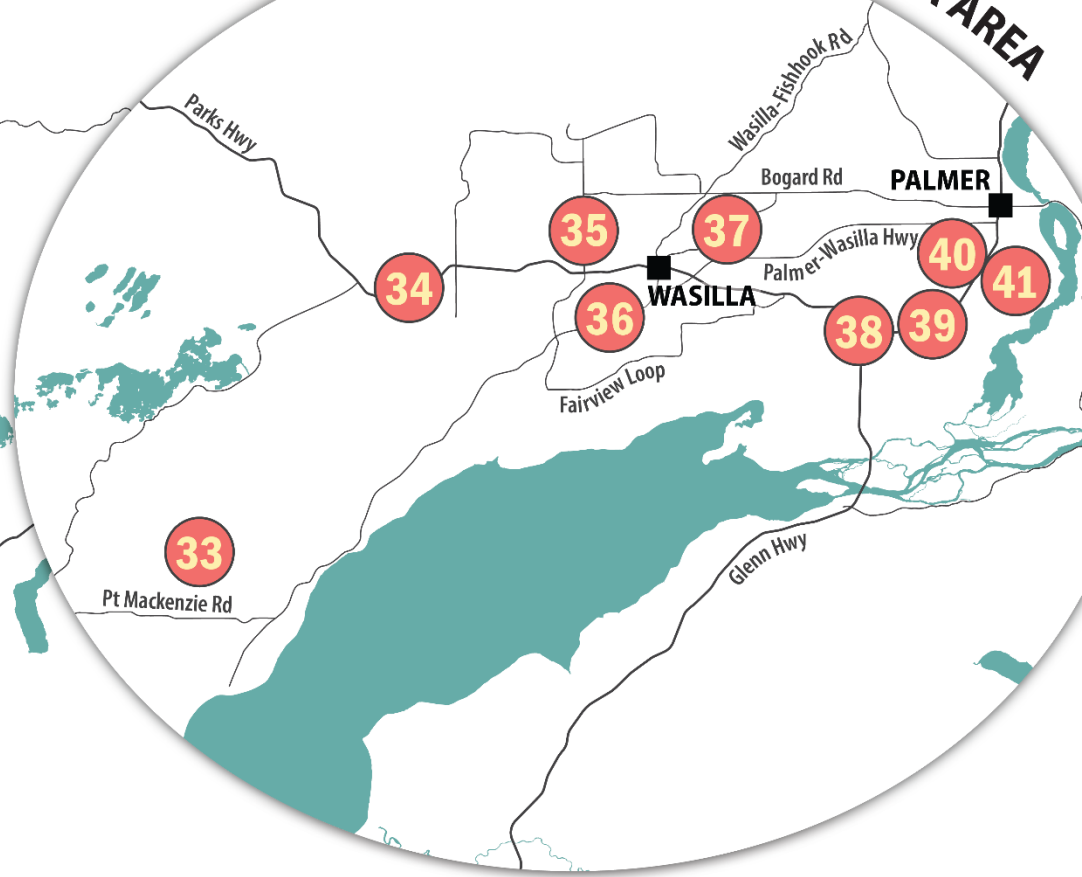 AREA
Parks Hwy
Wasilla-Fishhook Rd
Bogard Rd
PALMER
35
37
Palmer-Wasilla Hwy
40
34
WASILLA
41
36
38
39
Fairview Loop
33
Glenn Hwy
Pt Mackenzie Rd